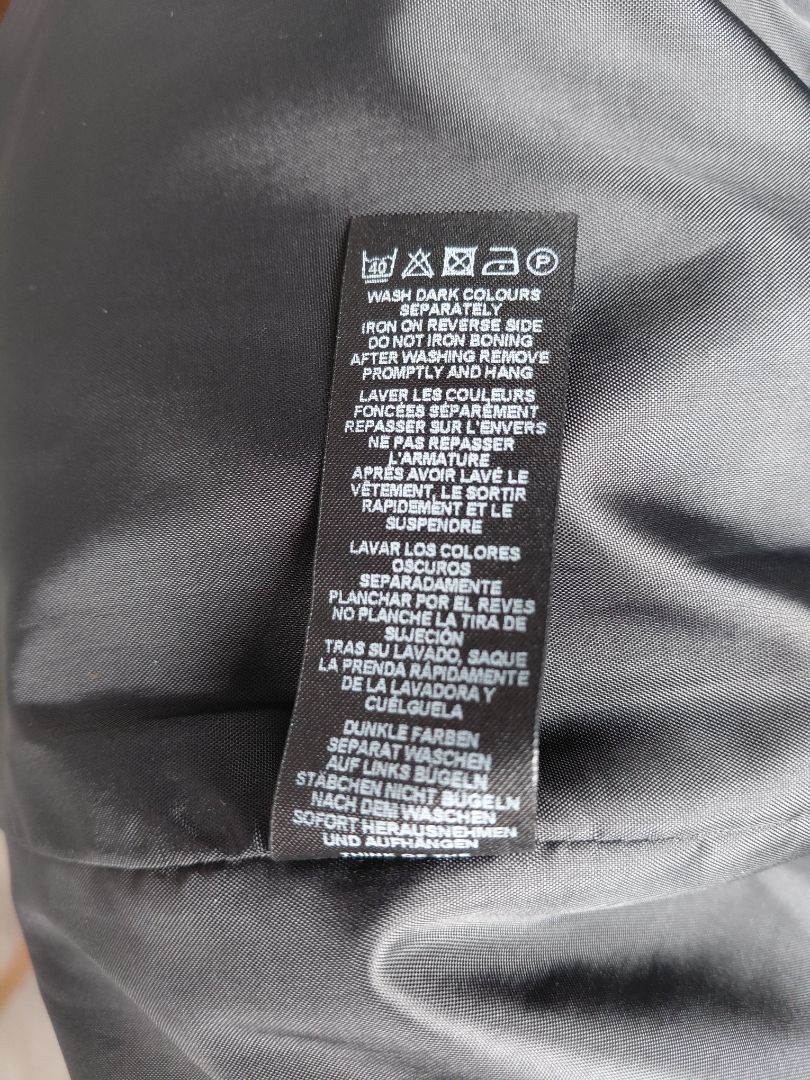 40 P
WASH DARK COLOURS
SEPARATELY
IRON ON REVERSE SIDE
DO NOT IRON BONING
AFTER WASHING REMOVE
PROMPTLY AND HANG
LAVER LES COULEURS
FONCÉES SÉPARÉMENT
REPASSER SUR L'ENVERS
NE PAS REPASSER
L'ARMATURE
APRÉS AVOIR LAVÉ LE
VÊTEMENT, LE SORTIR
RAPIDEMENT ET LE
SUSPENDRE
LAVAR LOS COLORES
OSCUROS
SEPARADAMENTE
PLANCHAR POR EL REVES
NO PLANCHE LA TIRA DE
SUJECIÓN
TRAS SU LAVADO, SAQUE
LA PRENDA RÁPIDAMENTE
DE LA LAVADORA Y
CUÉLGUELA
DUNKLE FARBEN
SEPARAT WASCHEN
AUF LINKS BÜGELN
STÄBCHEN NICHT BÜGELN
NACH DEM WASCHEN
SOFORT HERAUSNEHMEN
UND AUFHÄNGEN